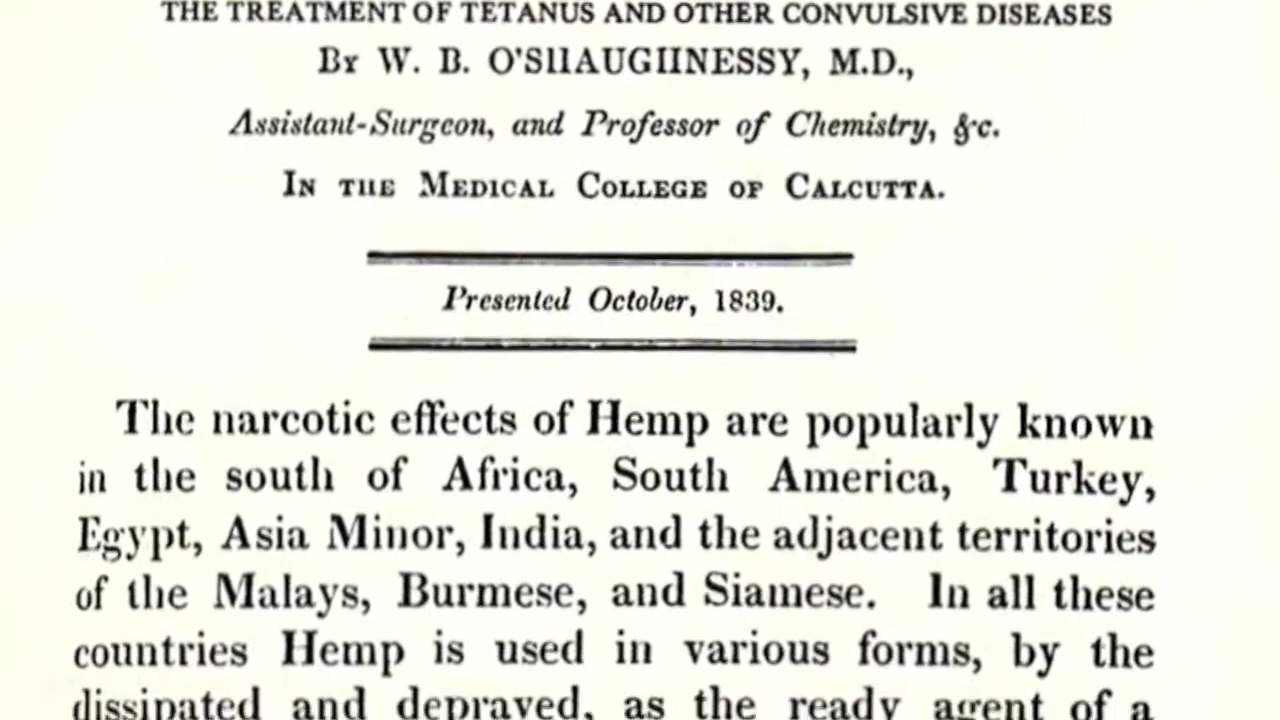 THE TREATMENT OF TETANUS AND OTHER CONVULSIVE DISEASES
By W. B. O'SHAUGHNESSY, M.D.,
Assistant-Surgeon, and Professor of Chemistry, &c.
In the Medical College of Calcutta.
Presented October, 1839.
The narcotic effects of Hemp are popularly known
in the south of Africa, South America, Turkey,
Egypt, Asia Minor, India, and the adjacent territories
of the Malays, Burmese, and Siamese. In all these
countries Hemp is used in various forms, by the
dissipated and depraved, as the ready agent of a